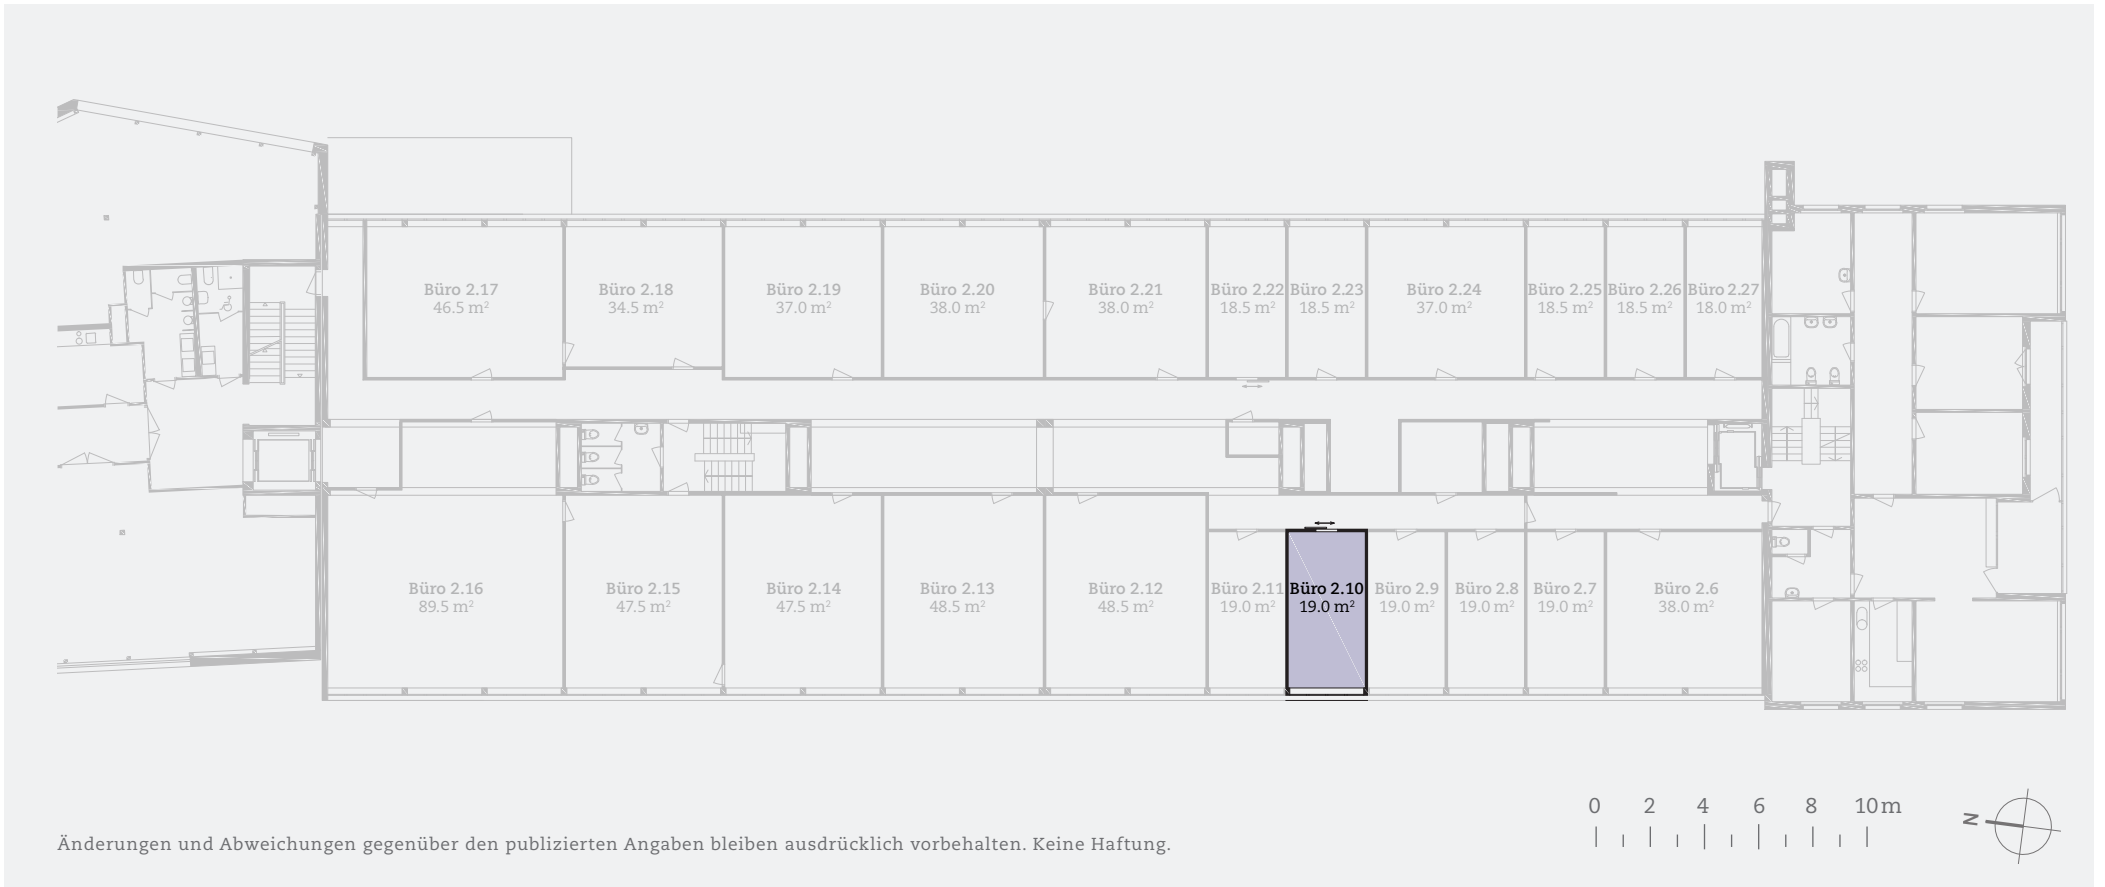 Büro 2.17
46.5 m²
Büro 2.18
34.5 m²
Büro 2.19
37.0 m²
Büro 2.20
38.0 m²
Büro 2.21
38.0 m²
Büro 2.22
18.5 m²
Büro 2.23
18.5 m²
Büro 2.24
37.0 m²
Büro 2.25
18.5 m²
Büro 2.26
18.5 m²
Büro 2.27
18.0 m²
Büro 2.16
89.5 m²
Büro 2.15
47.5 m²
Büro 2.14
47.5 m²
Büro 2.13
48.5 m²
Büro 2.12
48.5 m²
Büro 2.11
19.0 m²
Büro 2.10
19.0 m²
Büro 2.9
19.0 m²
Büro 2.8
19.0 m²
Büro 2.7
19.0 m²
Büro 2.6
38.0 m²
0 2 4 6 8 10 m
N
Änderungen und Abweichungen gegenüber den publizierten Angaben bleiben ausdrücklich vorbehalten. Keine Haftung.